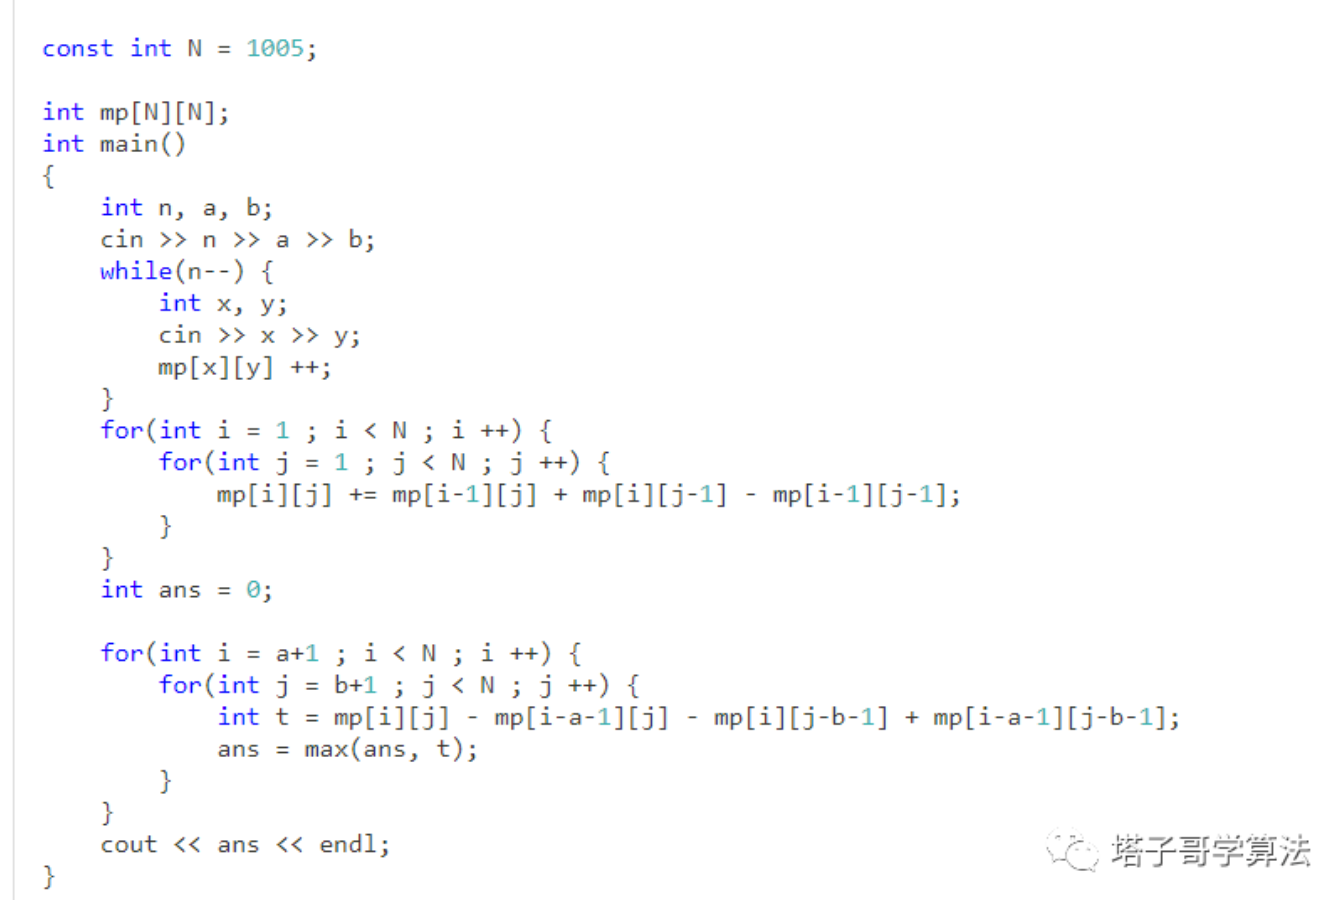 const int N = 1005;
int mp[N][N];
int main()
{
    int n, a, b;
    cin >> n >> a >> b;
    while(n--) {
        int x, y;
        cin >> x >> y;
        mp[x][y] ++;
    }
    for(int i = 1 ; i < N ; i ++) {
        for(int j = 1 ; j < N ; j ++) {
            mp[i][j] += mp[i-1][j] + mp[i][j-1] - mp[i-1][j-1];
        }
    }
    int ans = 0;
    for(int i = a+1 ; i < N ; i ++) {
        for(int j = b+1 ; j < N ; j ++) {
            int t = mp[i][j] - mp[i-a-1][j] - mp[i][j-b-1] + mp[i-a-1][j-b-1];
            ans = max(ans, t);
        }
    }
    cout << ans << endl;
}
塔子哥学算法